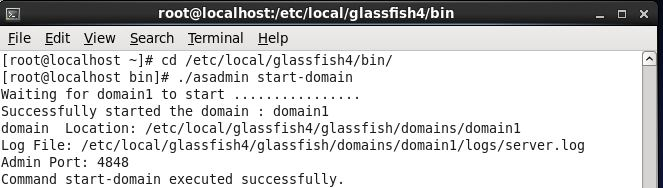 root@localhost:/etc/local/glassfish4/bin
File Edit View Search Terminal Help
[root@localhost ~]# cd /etc/local/glassfish4/bin/
[root@localhost bin]# ./asadmin start-domain
Waiting for domain1 to start ................
Successfully started the domain : domain1
domain  Location: /etc/local/glassfish4/glassfish/domains/domain1
Log File: /etc/local/glassfish4/glassfish/domains/domain1/logs/server.log
Admin Port: 4848
Command start-domain executed successfully.